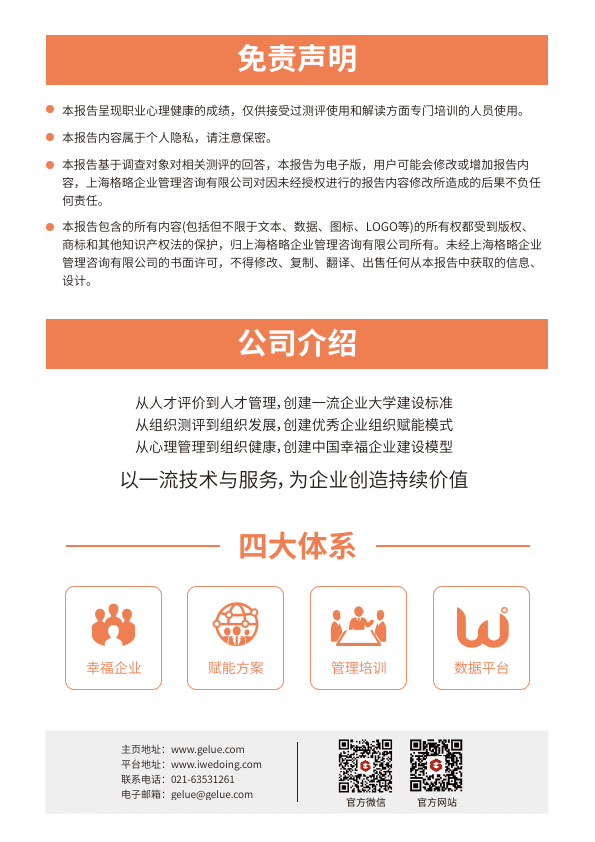 免责声明
本报告呈现职业心理健康的成绩，仅供接受过测评使用和解读方面专门培训的人员使用。
本报告内容属于个人隐私，请注意保密。
本报告基于调查对象对相关测评的回答，本报告为电子版，用户可能会修改或增加报告内
容，上海格略企业管理咨询有限公司对因未经授权进行的报告内容修改所造成的后果不负任
何责任。
本报告包含的所有内容(包括但不限于文本、数据、图标、LOGO等)的所有权都受到版权、
商标和其他知识产权法的保护，归上海格略企业管理咨询有限公司所有。未经上海格略企业
管理咨询有限公司的书面许可，不得修改、复制、翻译、出售任何从本报告中获取的信息、
设计。
公司介绍
从人才评价到人才管理，创建一流企业大学建设标准
从组织测评到组织发展，创建优秀企业组织赋能模式
从心理管理到组织健康，创建中国幸福企业建设模型
以一流技术与服务，为企业创造持续价值
四大体系
幸福企业 赋能方案 管理培训 数据平台
主页地址：www.gelue.com
平台地址：www.iwedoing.com
联系电话：021-63531261
电子邮箱：gelue@gelue.com
官方微信 官方网站